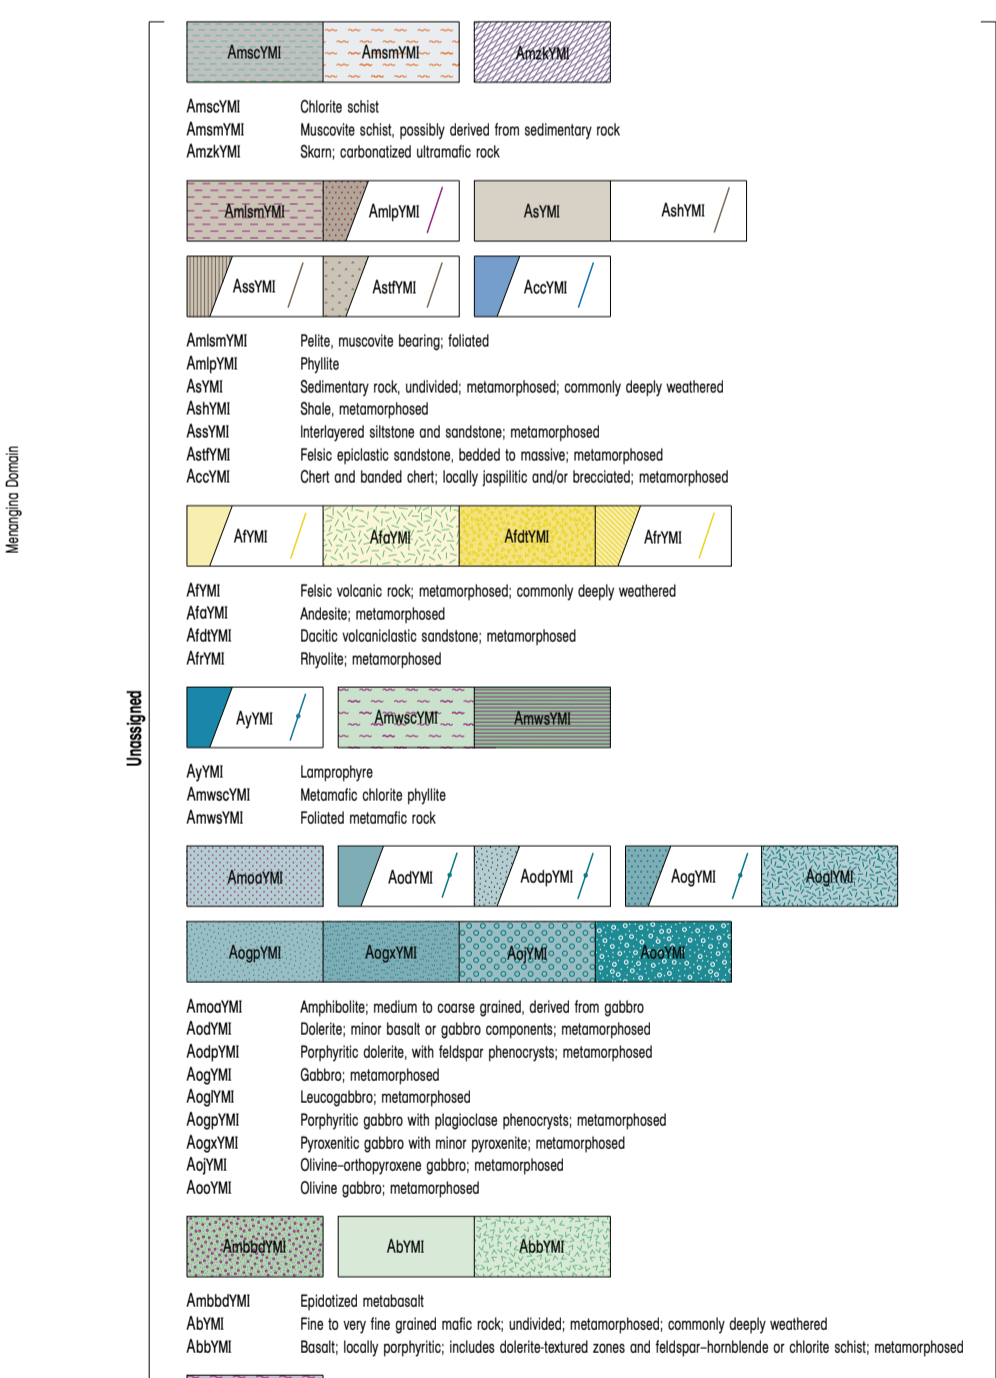 AmscYMI AmsmYMI AmzkYMI
AmscYMI Chlorite schist
AmsmYMI Muscovite schist, possibly derived from sedimentary rock
AmzkYMI Skarn; carbonatized ultramafic rock
AmlsmYMI AmlpYMI AsYMI AshYMI
AssYMI AstfYMI AccYMI
AmlsmYMI Pelite, muscovite bearing; foliated
AmlpYMI Phyllite
AsYMI Sedimentary rock, undivided; metamorphosed; commonly deeply weathered
AshYMI Shale, metamorphosed
AssYMI Interlayered siltstone and sandstone; metamorphosed
AstfYMI Felsic epiclastic sandstone, bedded to massive; metamorphosed
AccYMI Chert and banded chert; locally jaspilitic and/or brecciated; metamorphosed
Menangina Domain
AfYMI AfaYMI AfdtYMI AfrYMI
AfYMI Felsic volcanic rock; metamorphosed; commonly deeply weathered
AfaYMI Andesite; metamorphosed
AfdtYMI Dacitic volcaniclastic sandstone; metamorphosed
AfrYMI Rhyolite; metamorphosed
Unassigned
AyYMI AmwscYMI AmwsYMI
AyYMI Lamprophyre
AmwscYMI Metamafic chlorite phyllite
AmwsYMI Foliated metamafic rock
AmoaYMI AodYMI AodpYMI AogYMI AoglYMI
AogpYMI AogxYMI AojYMI AooYMI
AmoaYMI Amphibolite; medium to coarse grained, derived from gabbro
AodYMI Dolerite; minor basalt or gabbro components; metamorphosed
AodpYMI Porphyritic dolerite, with feldspar phenocrysts; metamorphosed
AogYMI Gabbro; metamorphosed
AoglYMI Leucogabbro; metamorphosed
AogpYMI Porphyritic gabbro with plagioclase phenocrysts; metamorphosed
AogxYMI Pyroxenitic gabbro with minor pyroxenite; metamorphosed
AojYMI Olivine–orthopyroxene gabbro; metamorphosed
AooYMI Olivine gabbro; metamorphosed
AmbbdYMI AbYMI AbbYMI
AmbbdYMI Epidotized metabasalt
AbYMI Fine to very fine grained mafic rock; undivided; metamorphosed; commonly deeply weathered
AbbYMI Basalt; locally porphyritic; includes dolerite-textured zones and feldspar–hornblende or chlorite schist; metamorphosed